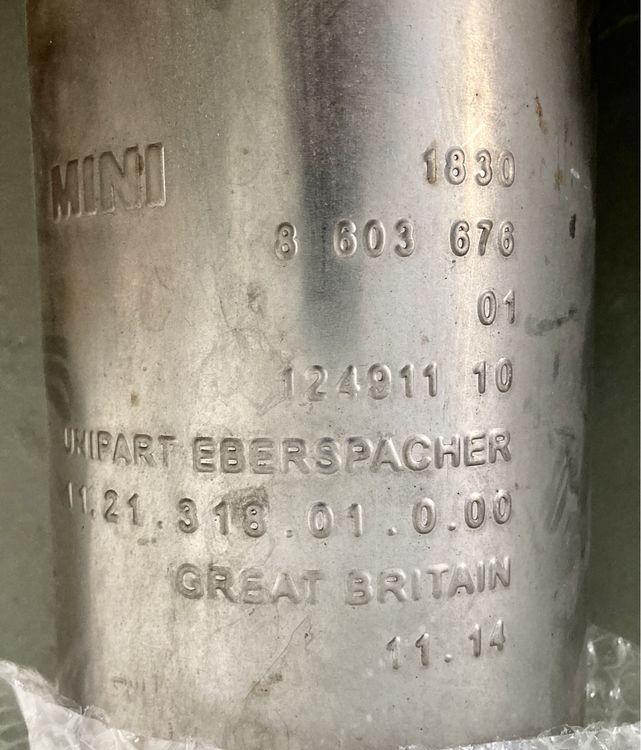 MINI 1830
8 603 676
01
124911 10
UNIPART EBERSPACHER
11.21.318.01.0.00
GREAT BRITAIN
11.14